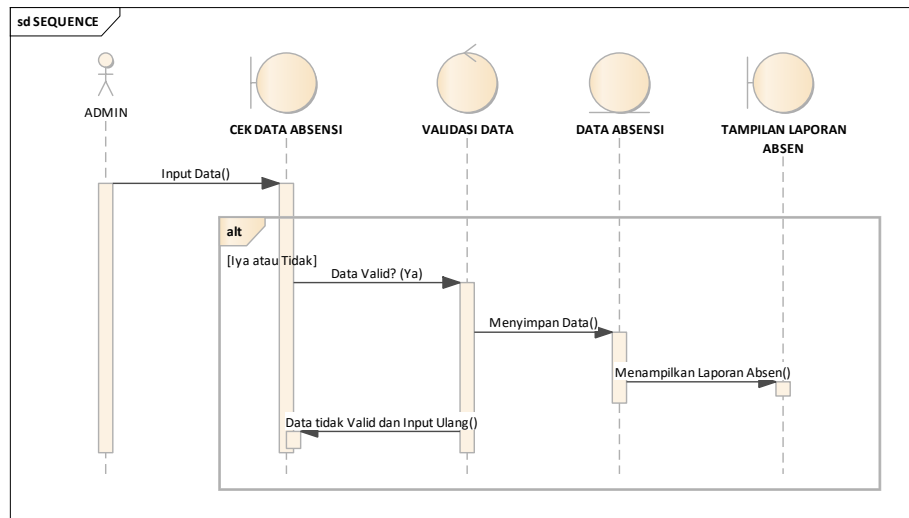 sd SEQUENCE
ADMIN
CEK DATA ABSENSI
VALIDASI DATA
DATA ABSENSI
TAMPILAN LAPORAN
ABSEN
Input Data()
alt
[Iya atau Tidak]
Data Valid? (Ya)
Menyimpan Data()
Menampilkan Laporan Absen()
Data tidak Valid dan Input Ulang()